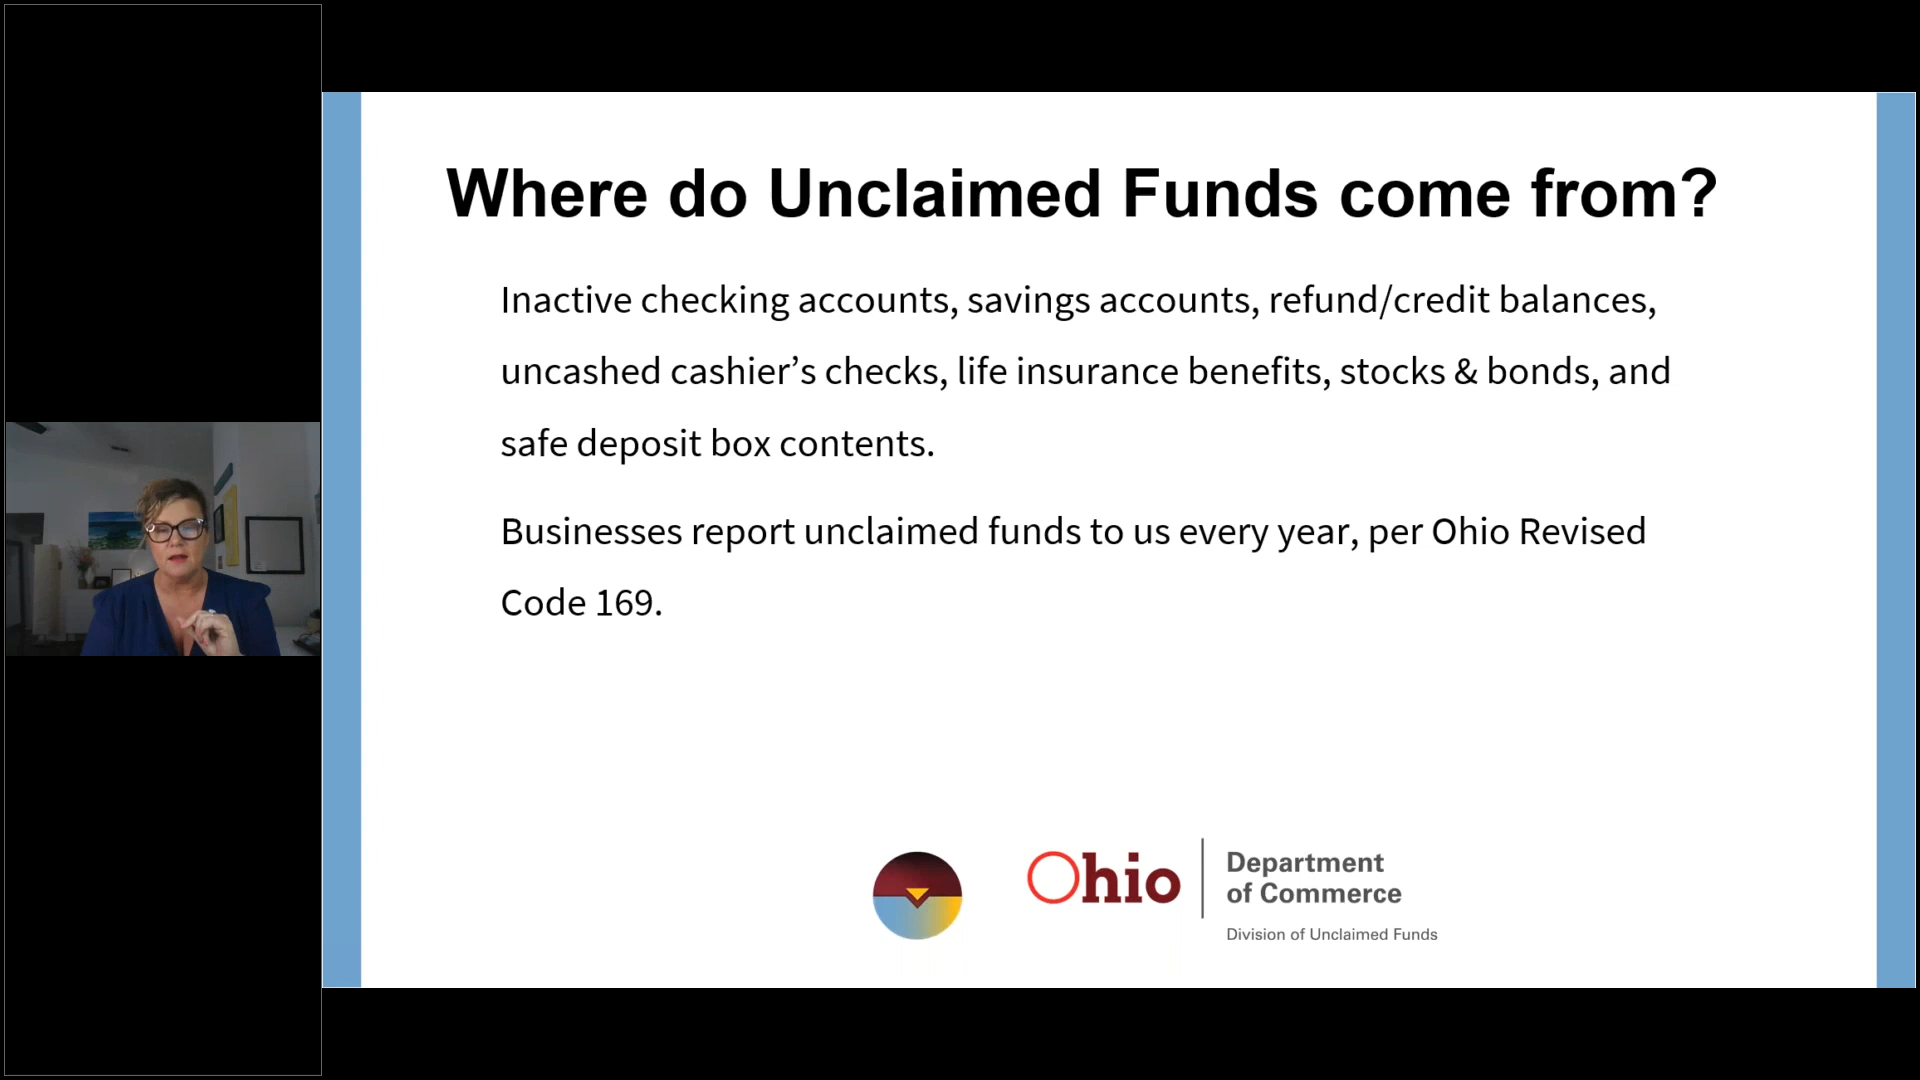 Where do Unclaimed Funds come from?
Inactive checking accounts, savings accounts, refund/credit balances,
uncashed cashier’s checks, life insurance benefits, stocks & bonds, and
safe deposit box contents.
Businesses report unclaimed funds to us every year, per Ohio Revised
Code 169.
Ohio
Department
of Commerce
Division of Unclaimed Funds